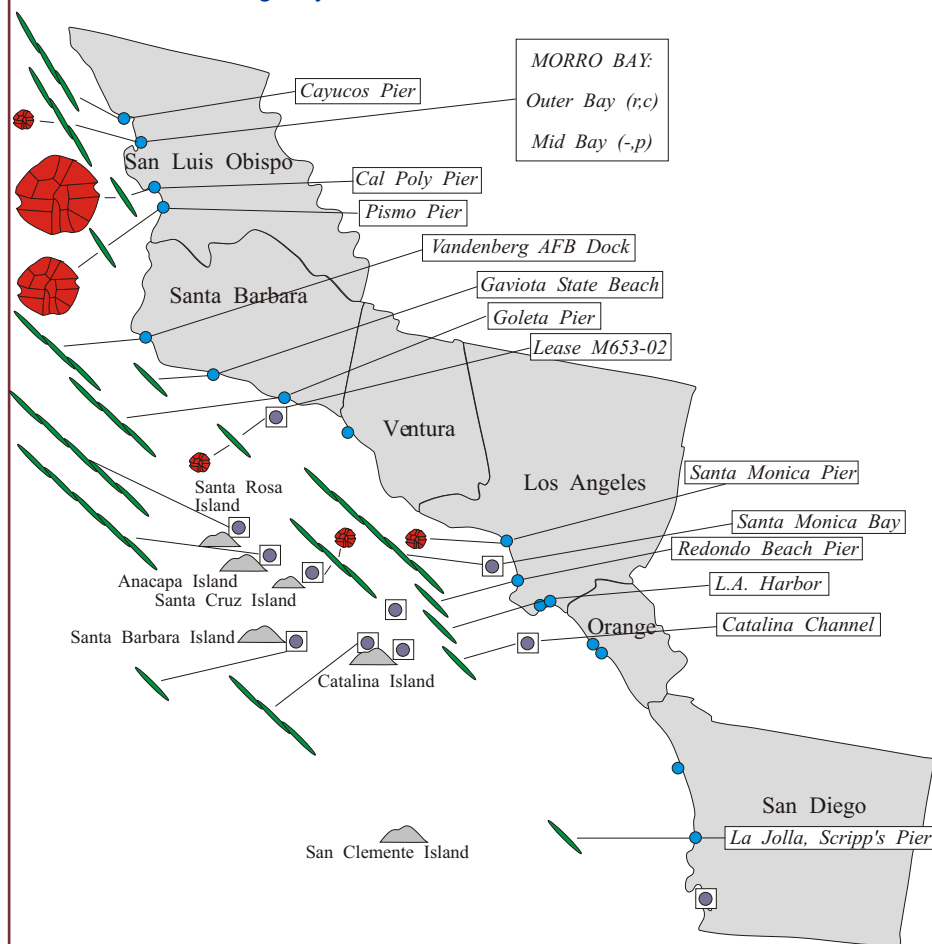 MORRO BAY:
Outer Bay (r,c)
Mid Bay (-,p)
Cayucos Pier
San Luis Obispo
Cal Poly Pier
Pismo Pier
Vandenberg AFB Dock
Gaviota State Beach
Santa Barbara
Goleta Pier
Lease M653-02
Ventura
Santa Monica Pier
Los Angeles
Santa Rosa
Island
Santa Monica Bay
Redondo Beach Pier
Anacapa Island
L.A. Harbor
Santa Cruz Island
Orange
Catalina Channel
Santa Barbara Island
Catalina Island
San Diego
La Jolla, Scripp's Pier
San Clemente Island